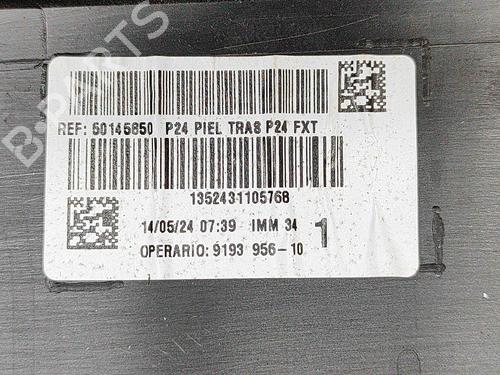 B-PARTS
REF: 50145850 P24 PIEL TRAS P24 FXT
1352431105768
14/05/24 07:39 IMM 34 1
OPERARIO: 9193 956-10